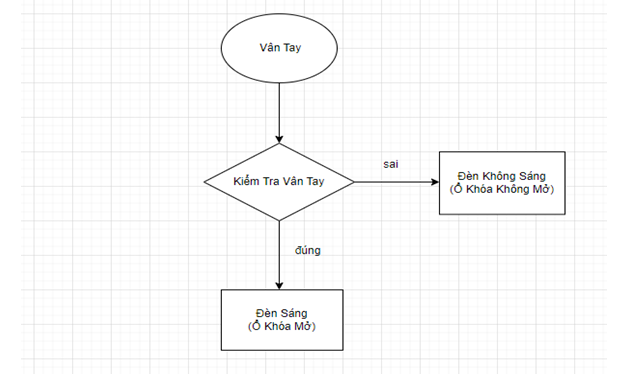 Vân Tay
Kiểm Tra Vân Tay
sai
Đèn Không Sáng
(Ổ Khóa Không Mở)
đúng
Đèn Sáng
(Ổ Khóa Mở)